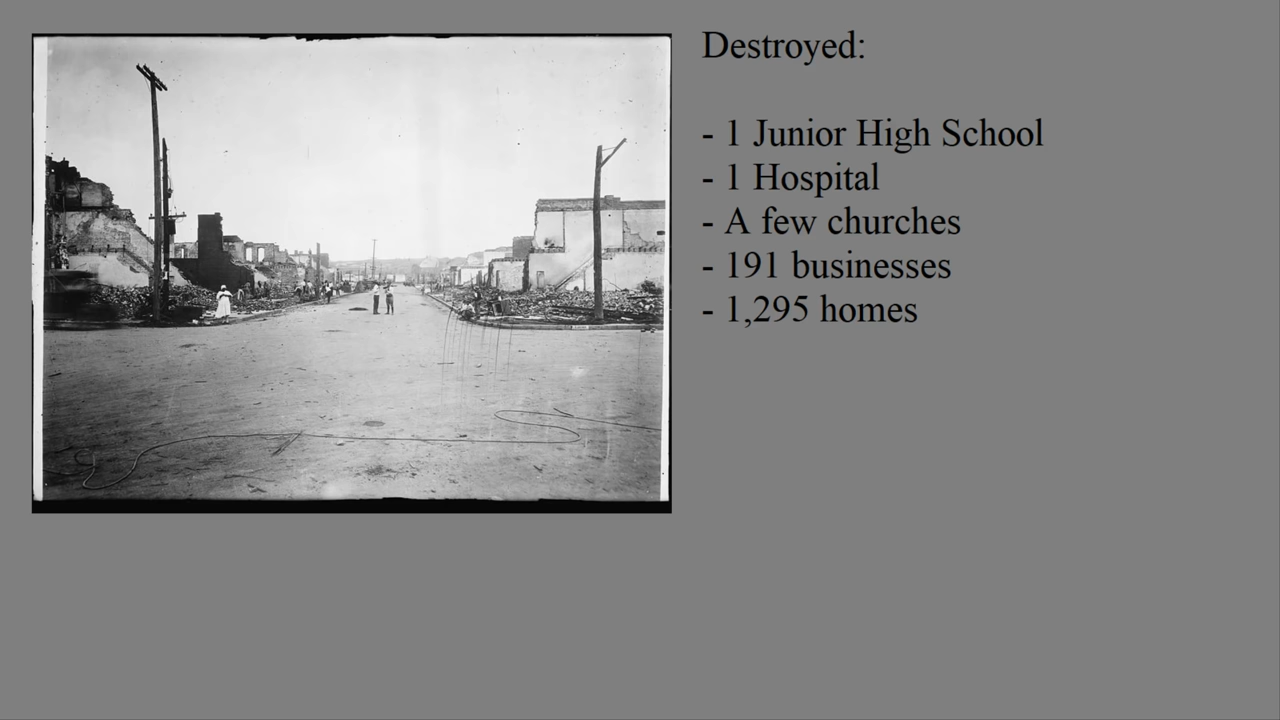 Destroyed:
- 1 Junior High School
- 1 Hospital
- A few churches
- 191 businesses
- 1,295 homes